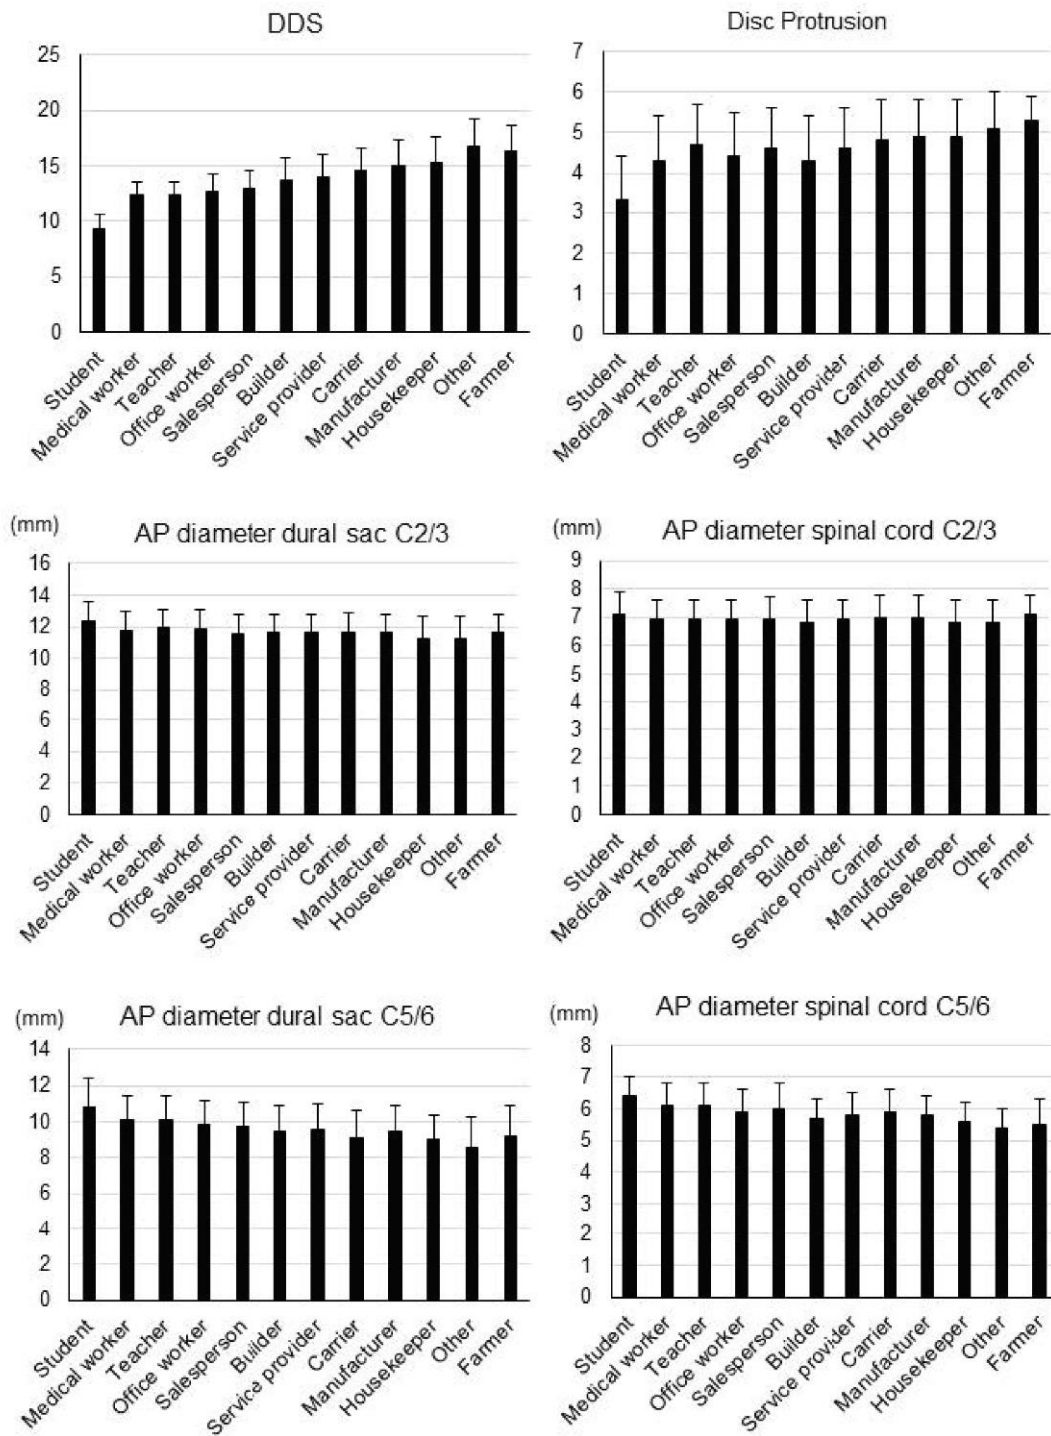 DDS
25
20
15
10
5
0
Student
Medical worker
Teacher
Office worker
Salesperson
Builder
Service provider
Carrier
Manufacturer
Housekeeper
Other
Farmer
Disc Protrusion
7
6
5
4
3
2
1
0
Student
Medical worker
Teacher
Office worker
Salesperson
Builder
Service provider
Carrier
Manufacturer
Housekeeper
Other
Farmer
(mm)
AP diameter dural sac C2/3
16
14
12
10
8
6
4
2
0
Student
Medical worker
Teacher
Office worker
Salesperson
Builder
Service provider
Carrier
Manufacturer
Housekeeper
Other
Farmer
(mm)
AP diameter spinal cord C2/3
9
8
7
6
5
4
3
2
1
0
Student
Medical worker
Teacher
Office worker
Salesperson
Builder
Service provider
Carrier
Manufacturer
Housekeeper
Other
Farmer
(mm)
AP diameter dural sac C5/6
14
12
10
8
6
4
2
0
Student
Medical worker
Teacher
Office worker
Salesperson
Builder
Service provider
Carrier
Manufacturer
Housekeeper
Other
Farmer
(mm)
AP diameter spinal cord C5/6
8
7
6
5
4
3
2
1
0
Student
Medical worker
Teacher
Office worker
Salesperson
Builder
Service provider
Carrier
Manufacturer
Housekeeper
Other
Farmer